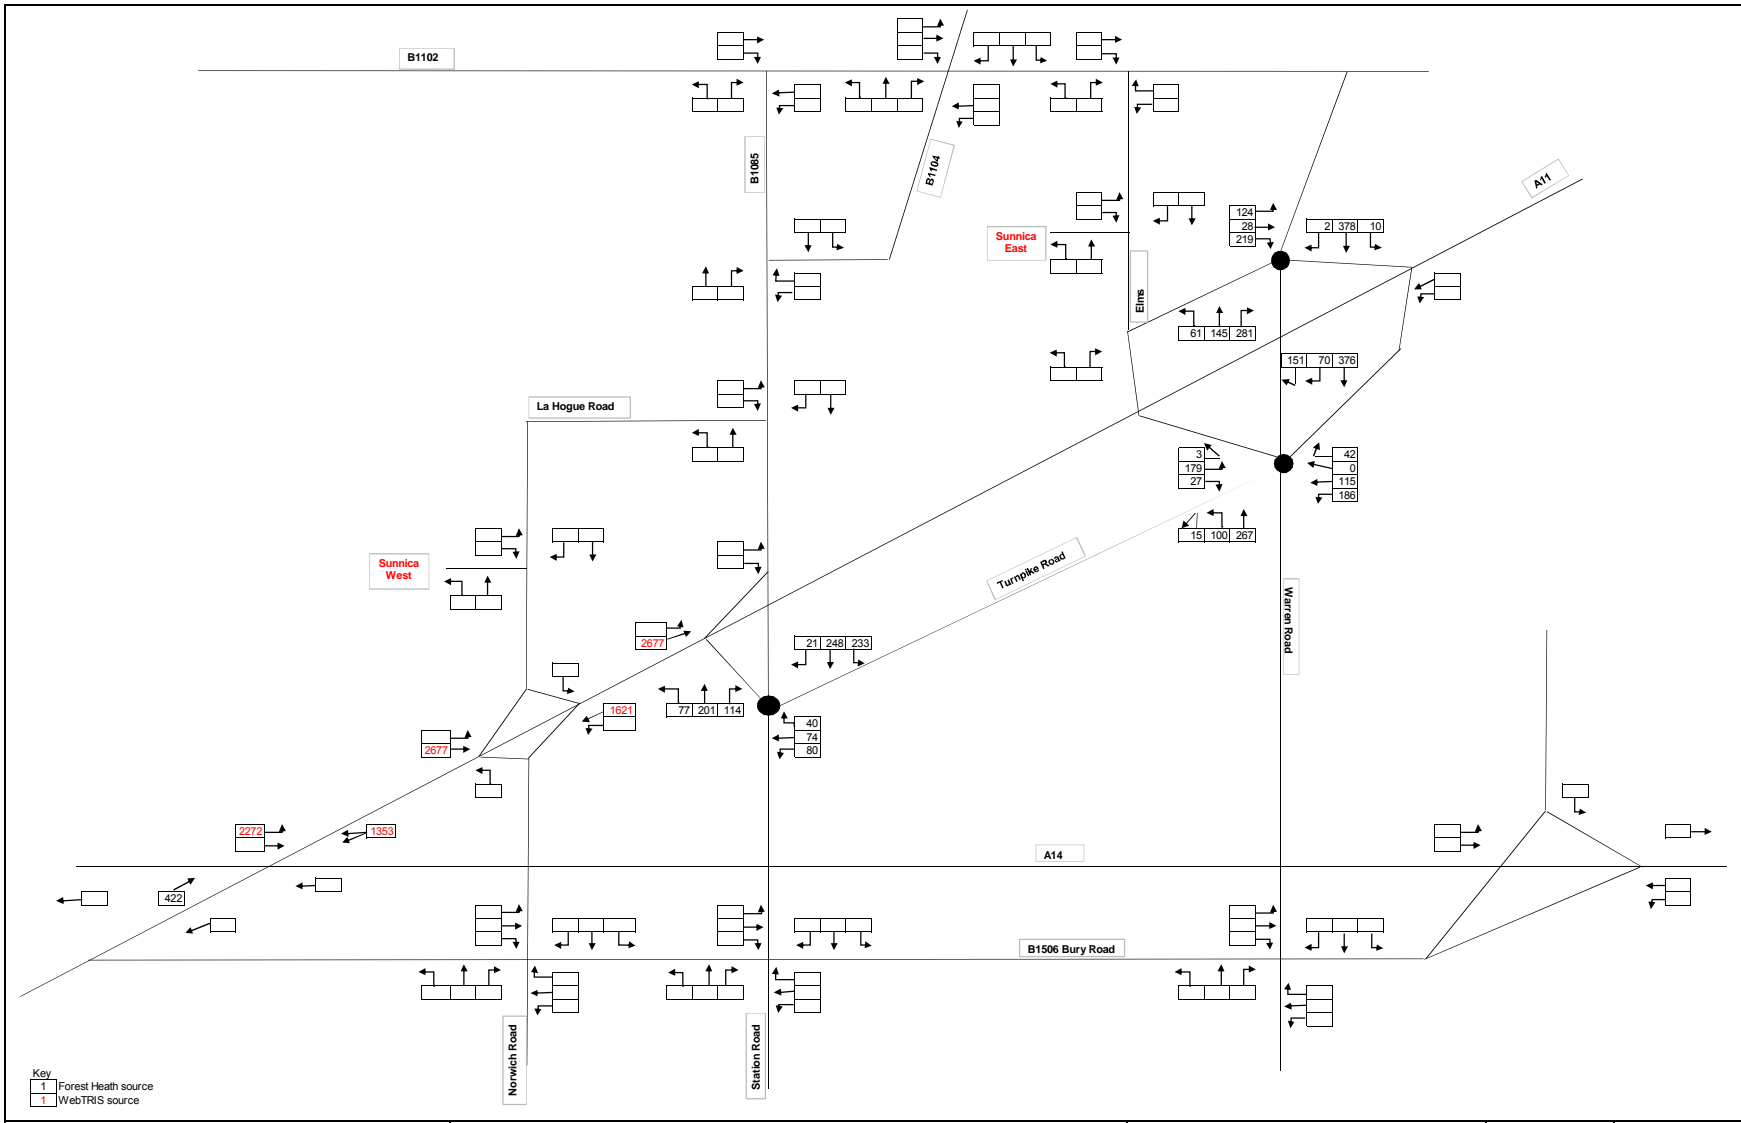 B1102
B1085
B1104
A11
Sunnica
East
Elms
124
28
219
2 378 10
61 145 281
151 70 376
La Hogue Road
3
179
27
42
0
115
186
15 100 267
Sunnica
West
Turnpike Road
Warren Road
2677
21 248 233
1621
77 201 114
40
74
80
2677
2272
1353
A14
422
B1506 Bury Road
Norwich Road
Station Road
Key
1 Forest Heath source
1 WebTRIS source